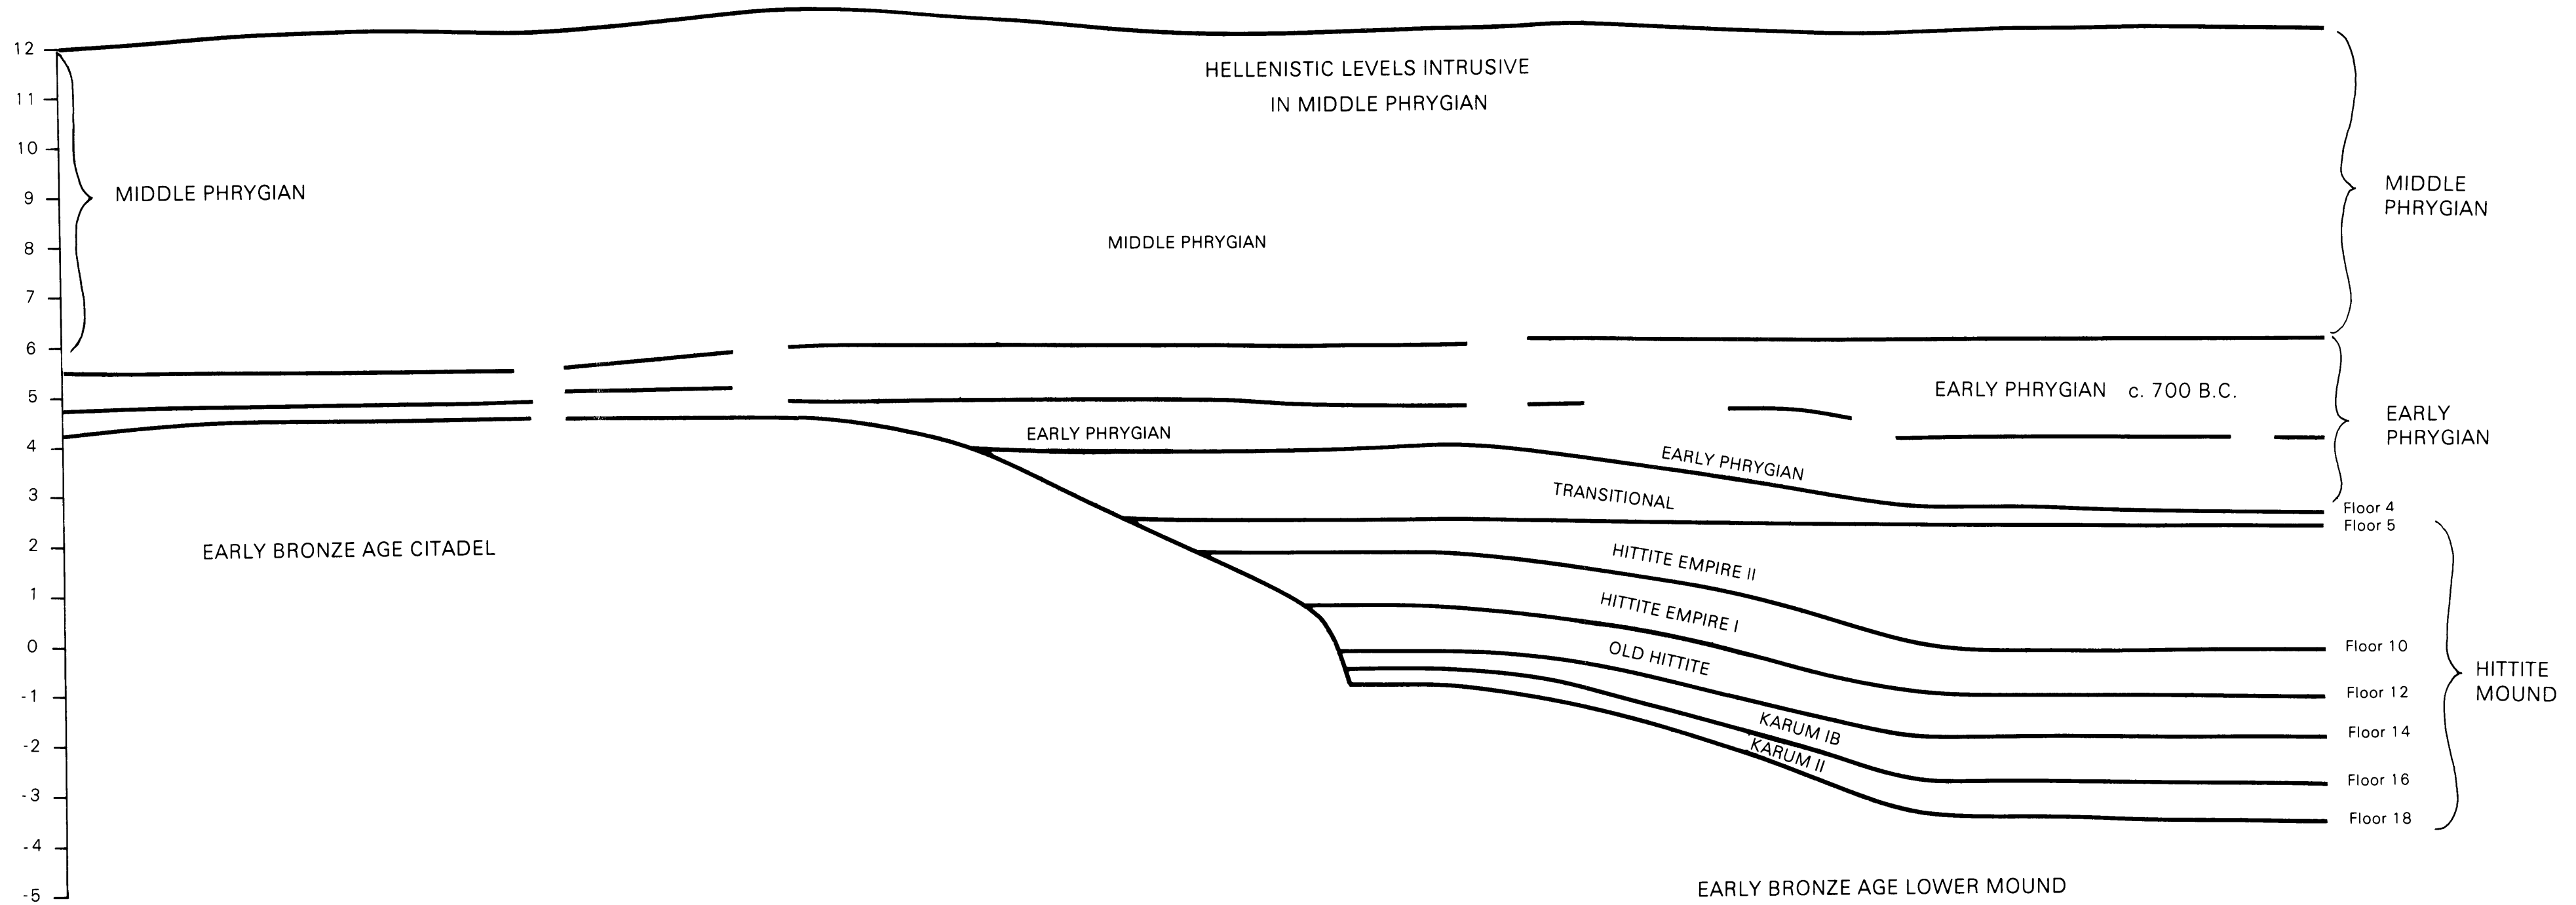 12
11
10
9
8
7
6
5
4
3
2
1
0
-1
-2
-3
-4
-5
HELLENISTIC LEVELS INTRUSIVE
IN MIDDLE PHRYGIAN
MIDDLE PHRYGIAN
MIDDLE PHRYGIAN
MIDDLE
PHRYGIAN
EARLY PHRYGIAN c. 700 B.C.
EARLY
PHRYGIAN
EARLY PHRYGIAN
EARLY PHRYGIAN
TRANSITIONAL
Floor 4
Floor 5
EARLY BRONZE AGE CITADEL
HITTITE EMPIRE II
HITTITE EMPIRE I
OLD HITTITE
KARUM IB
KARUM II
Floor 10
Floor 12
Floor 14
Floor 16
Floor 18
HITTITE
MOUND
EARLY BRONZE AGE LOWER MOUND